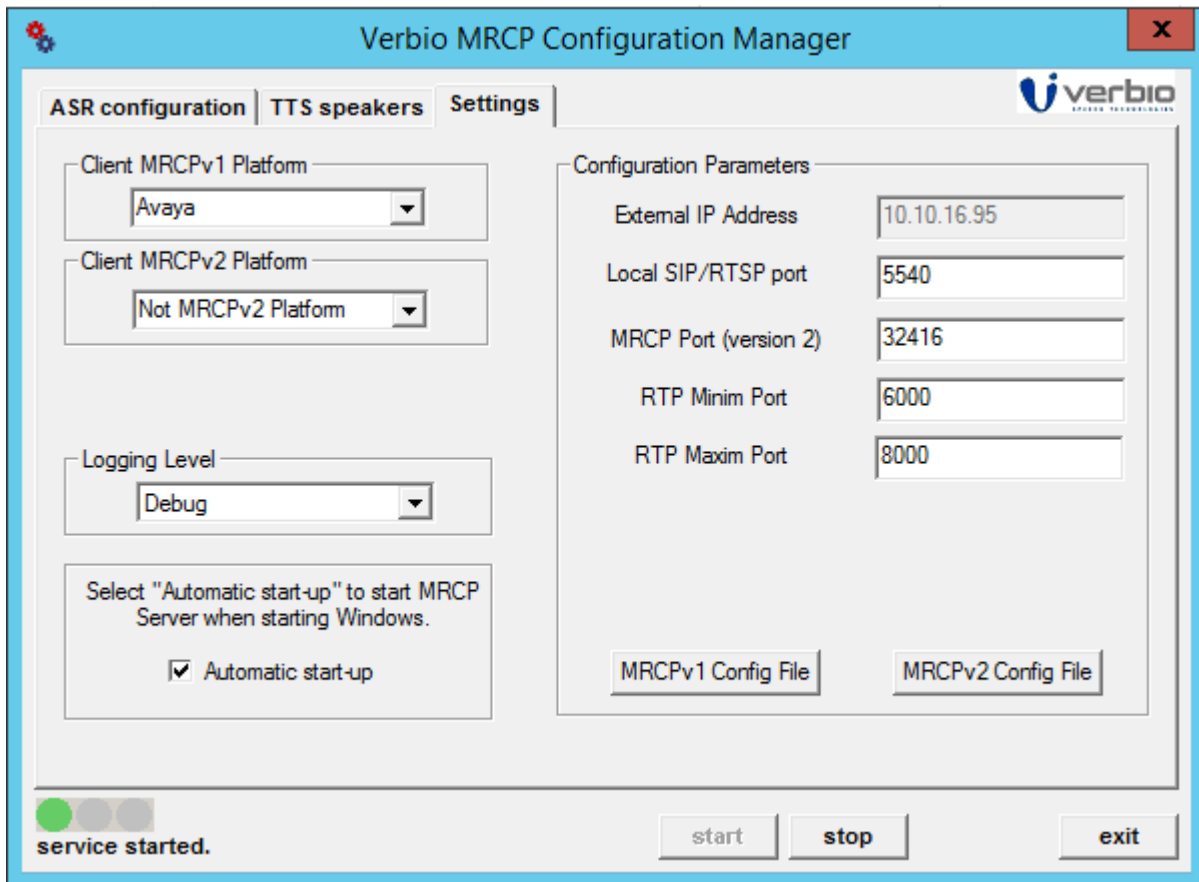 Verbio MRCP Configuration Manager
x
ASR configuration
TTS speakers
Settings
verbio
SPEECH TECHNOLOGIES
Client MRCPv1 Platform
Avaya
Client MRCPv2 Platform
Not MRCPv2 Platform
Logging Level
Debug
Select "Automatic start-up" to start MRCP
Server when starting Windows.
Automatic start-up
Configuration Parameters
External IP Address
10.10.16.95
Local SIP/RTSP port
5540
MRCP Port (version 2)
32416
RTP Minim Port
6000
RTP Maxim Port
8000
MRCPv1 Config File
MRCPv2 Config File
service started.
start
stop
exit